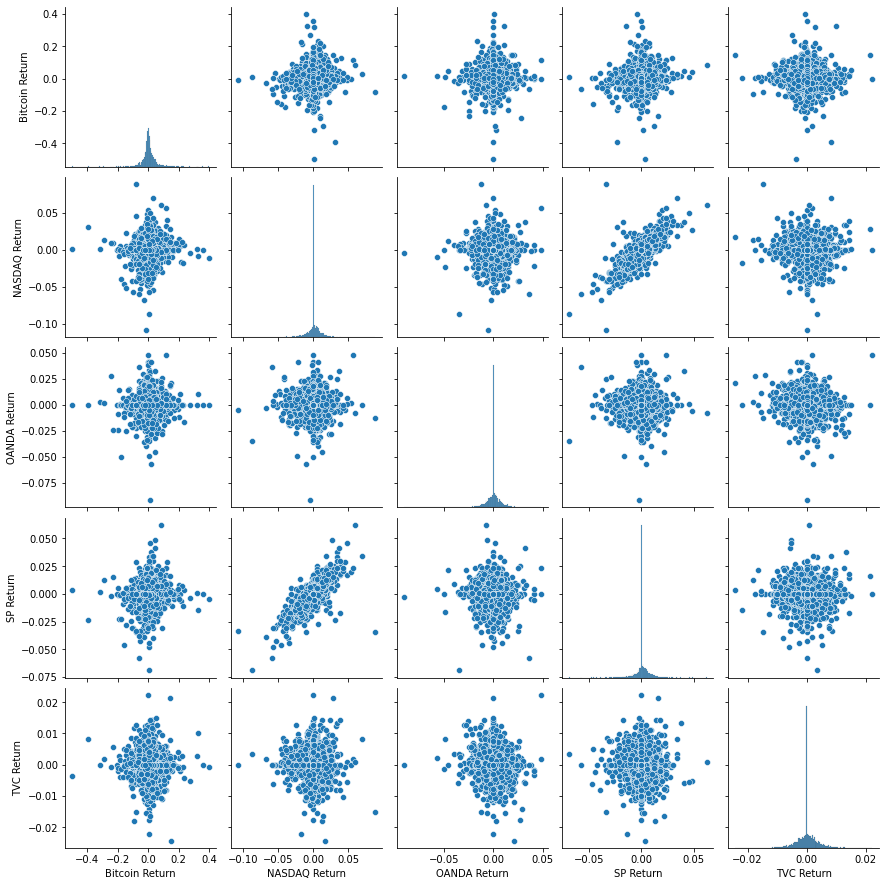 0.4
0.2
0.0
−0.2
−0.4
Bitcoin Return
0.05
0.00
−0.05
−0.10
NASDAQ Return
0.050
0.025
0.000
−0.025
−0.050
−0.075
OANDA Return
0.050
0.025
0.000
−0.025
−0.050
−0.075
SP Return
0.02
0.01
0.00
−0.01
−0.02
TVC Return
−0.4 −0.2 0.0 0.2 0.4
Bitcoin Return
−0.10 −0.05 0.00 0.05
NASDAQ Return
−0.05 0.00 0.05
OANDA Return
−0.05 0.00 0.05
SP Return
−0.02 0.00 0.02
TVC Return